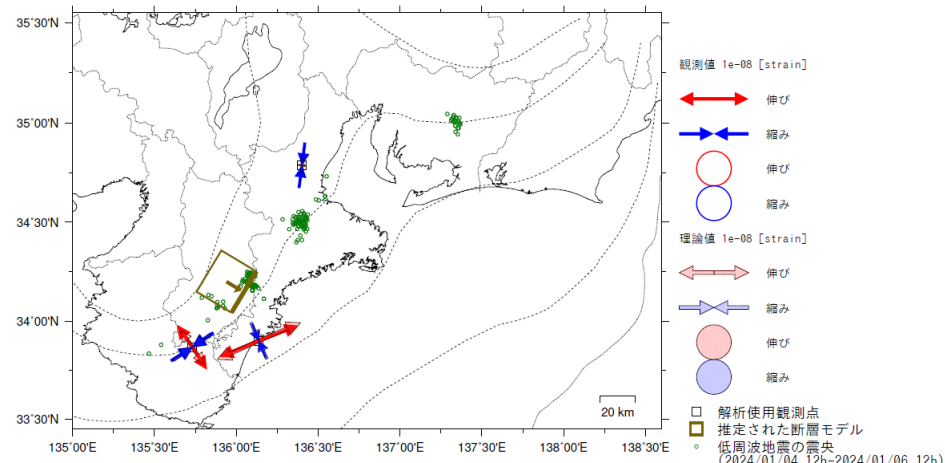 35°30'N
35°00'N
34°30'N
34°00'N
33°30'N
135°00'E
135°30'E
136°00'E
136°30'E
137°00'E
137°30'E
138°00'E
138°30'E
20 km
観測値 1e-08 [strain]
伸び
縮み
伸び
縮み
理論値 1e-08 [strain]
伸び
縮み
伸び
縮み
解析使用観測点
推定された断層モデル
低周波地震の震央
(2024/01/04 12h-2024/01/06 12h)